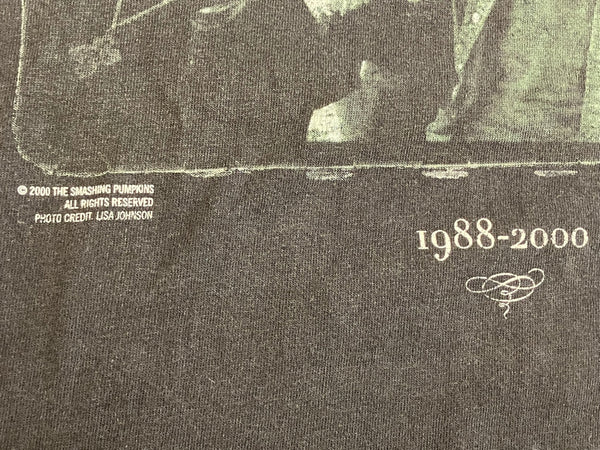 © 2000 THE SMASHING PUMPKINS
ALL RIGHTS RESERVED
PHOTO CREDIT. LISA JOHNSON
1988-2000